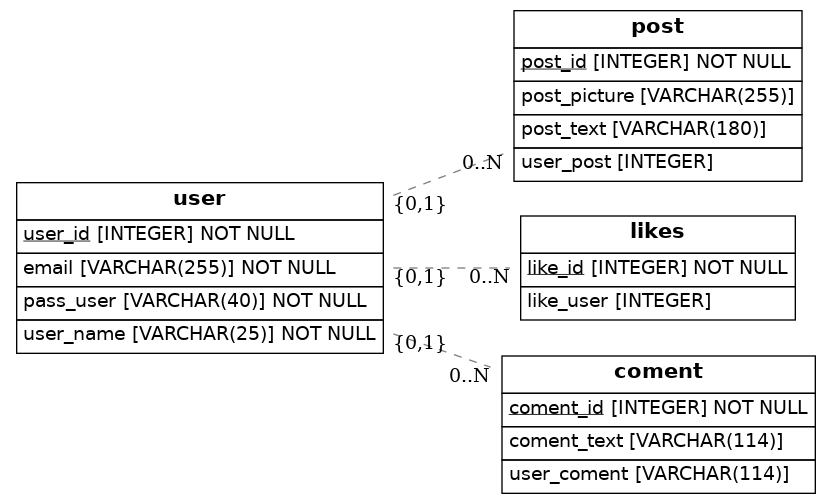 post
post_id [INTEGER] NOT NULL
post_picture [VARCHAR(255)]
post_text [VARCHAR(180)]
user_post [INTEGER]
0..N
{0,1}
user
user_id [INTEGER] NOT NULL
email [VARCHAR(255)] NOT NULL
pass_user [VARCHAR(40)] NOT NULL
user_name [VARCHAR(25)] NOT NULL
{0,1}
0..N
likes
like_id [INTEGER] NOT NULL
like_user [INTEGER]
{0,1}
0..N
coment
coment_id [INTEGER] NOT NULL
coment_text [VARCHAR(114)]
user_coment [VARCHAR(114)]